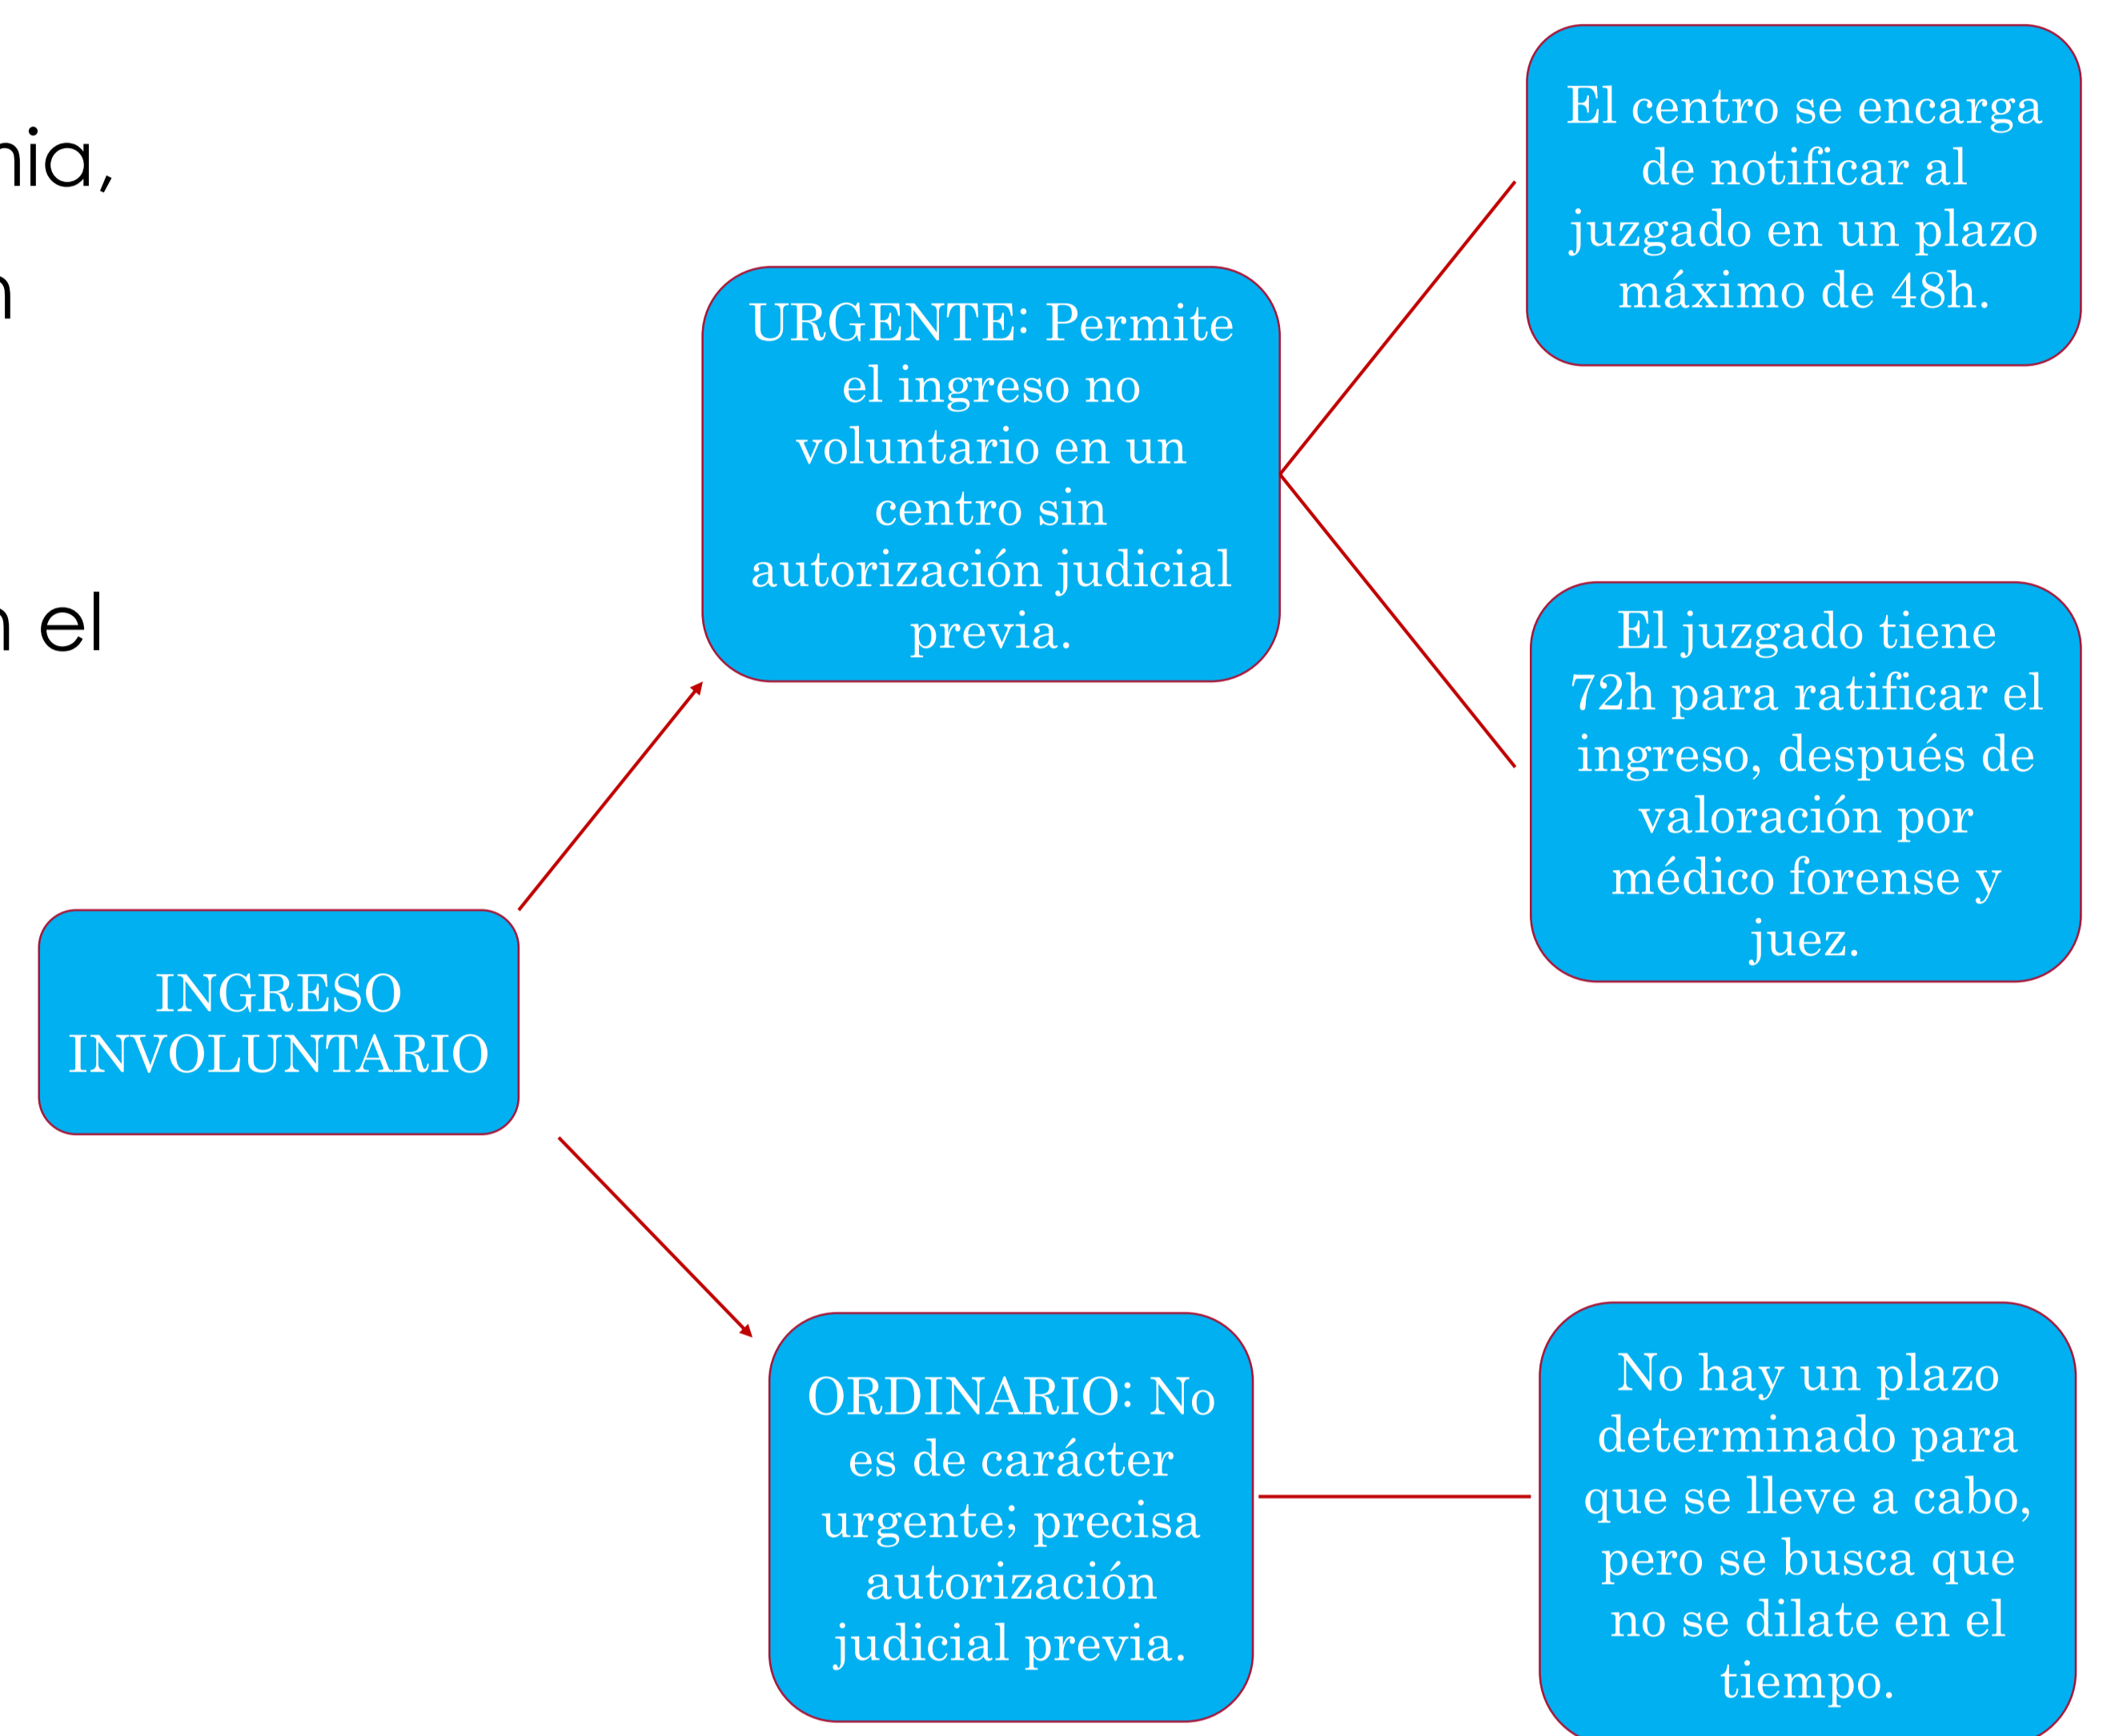 el
URGENTE: Permite
el ingreso no
voluntario en un
centro sin
autorización judicial
previa.
El centro se encarga
de notificar al
juzgado en un plazo
máximo de 48h.
El juzgado tiene
72h para ratificar el
ingreso, después de
valoración por
médico forense y
juez.
INGRESO
INVOLUNTARIO
ORDINARIO: No
es de carácter
urgente; precisa
autorización
judicial previa.
No hay un plazo
determinado para
que se lleve a cabo,
pero se busca que
no se dilate en el
tiempo.